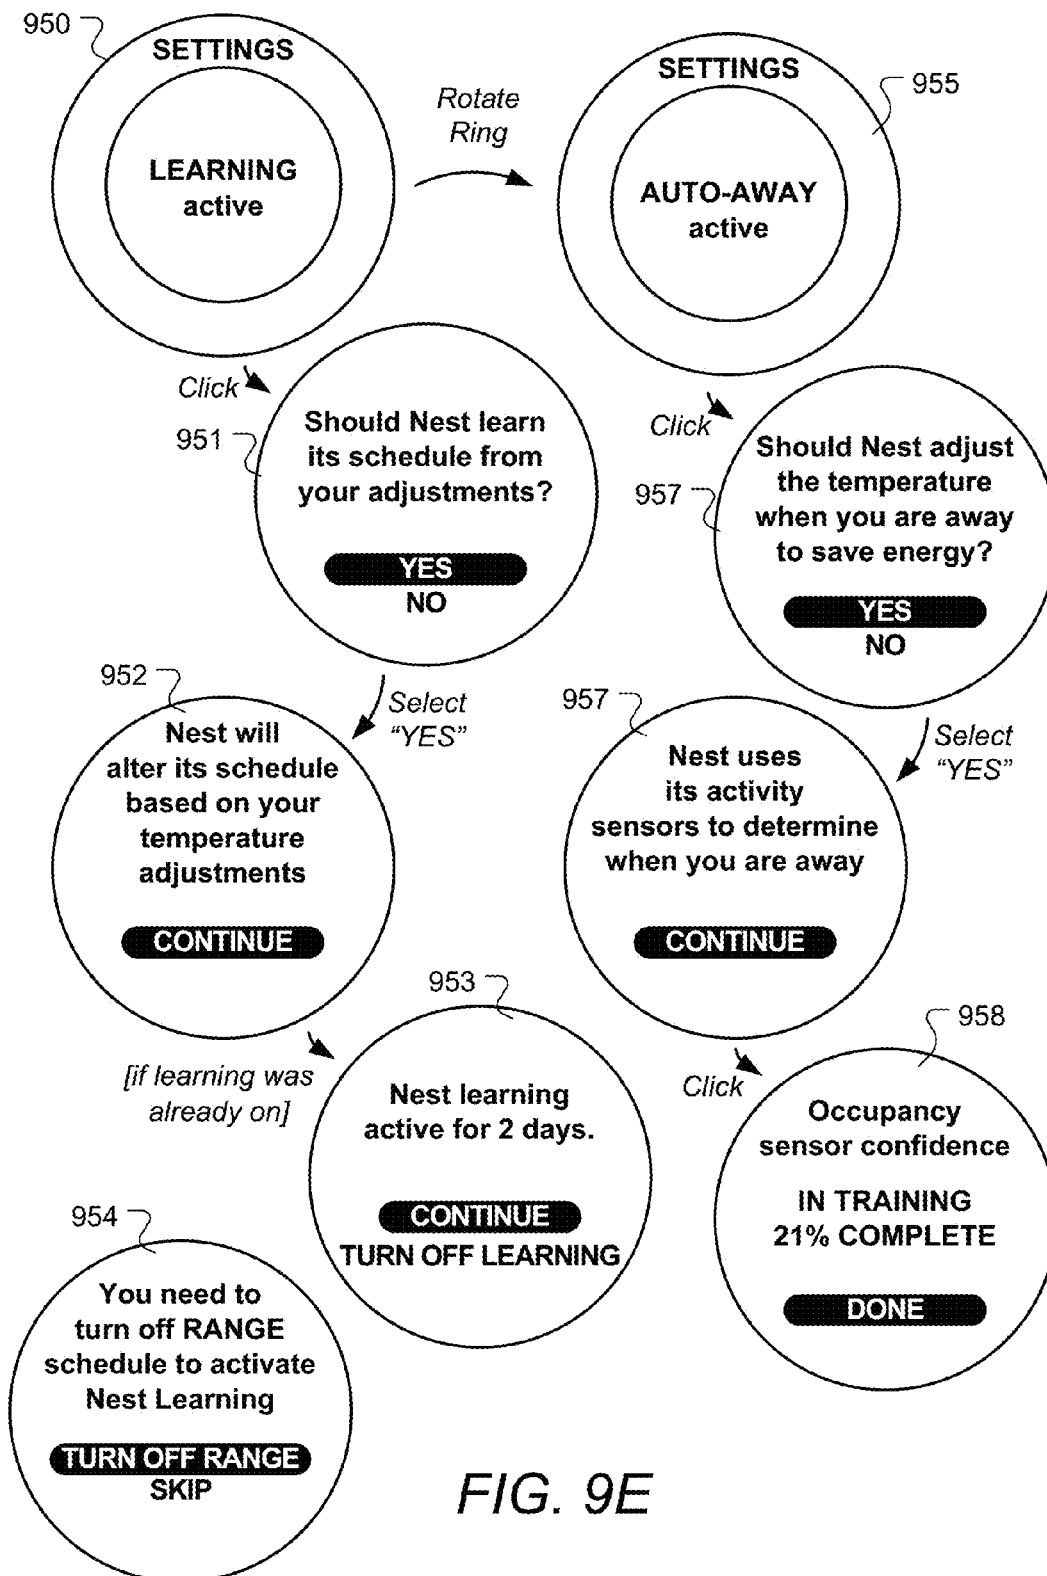 950
SETTINGS
LEARNING
active
Rotate
Ring
SETTINGS
955
AUTO-AWAY
active
Click
951
Should Nest learn
its schedule from
your adjustments?
YES
NO
Click
957
Should Nest adjust
the temperature
when you are away
to save energy?
YES
NO
952
Select
“YES”
Nest will
alter its schedule
based on your
temperature
adjustments
CONTINUE
957
Select
“YES”
Nest uses
its activity
sensors to determine
when you are away
CONTINUE
[if learning was
already on]
953
Nest learning
active for 2 days.
CONTINUE
TURN OFF LEARNING
Click
958
Occupancy
sensor confidence
IN TRAINING
21% COMPLETE
DONE
954
You need to
turn off RANGE
schedule to activate
Nest Learning
TURN OFF RANGE
SKIP
FIG. 9E